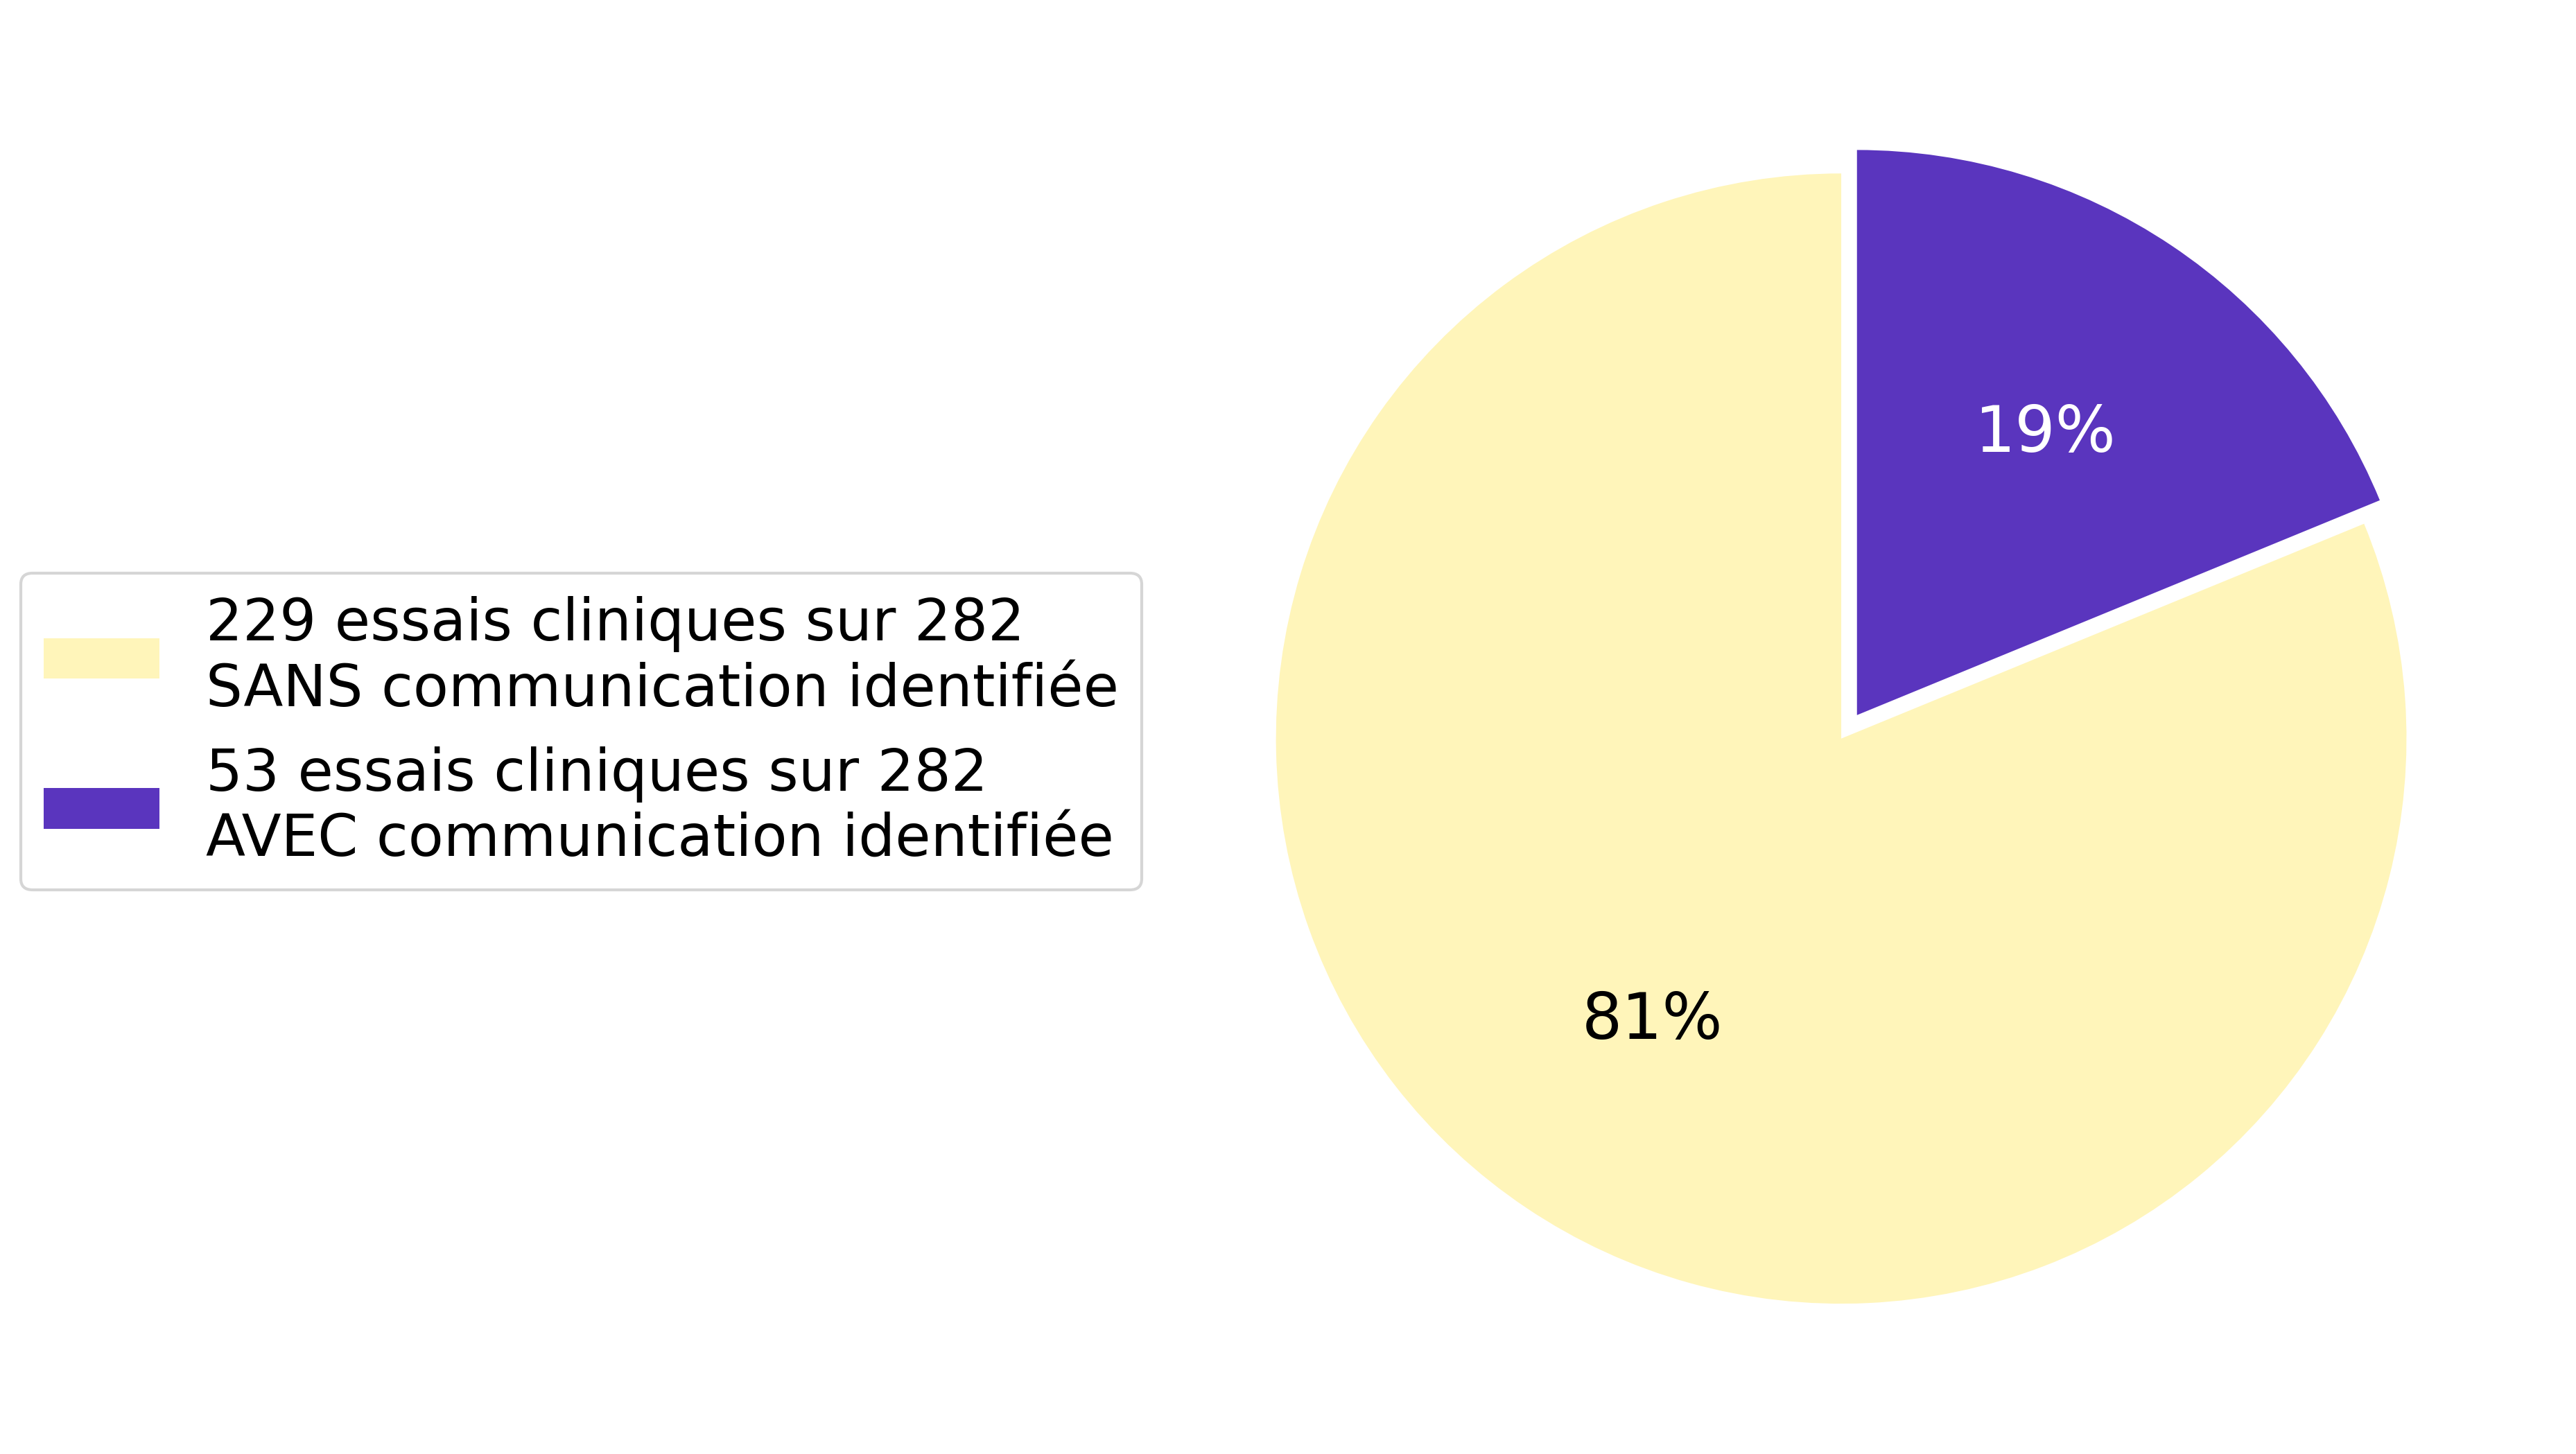 229 essais cliniques sur 282
SANS communication identifiée
53 essais cliniques sur 282
AVEC communication identifiée
19%
81%